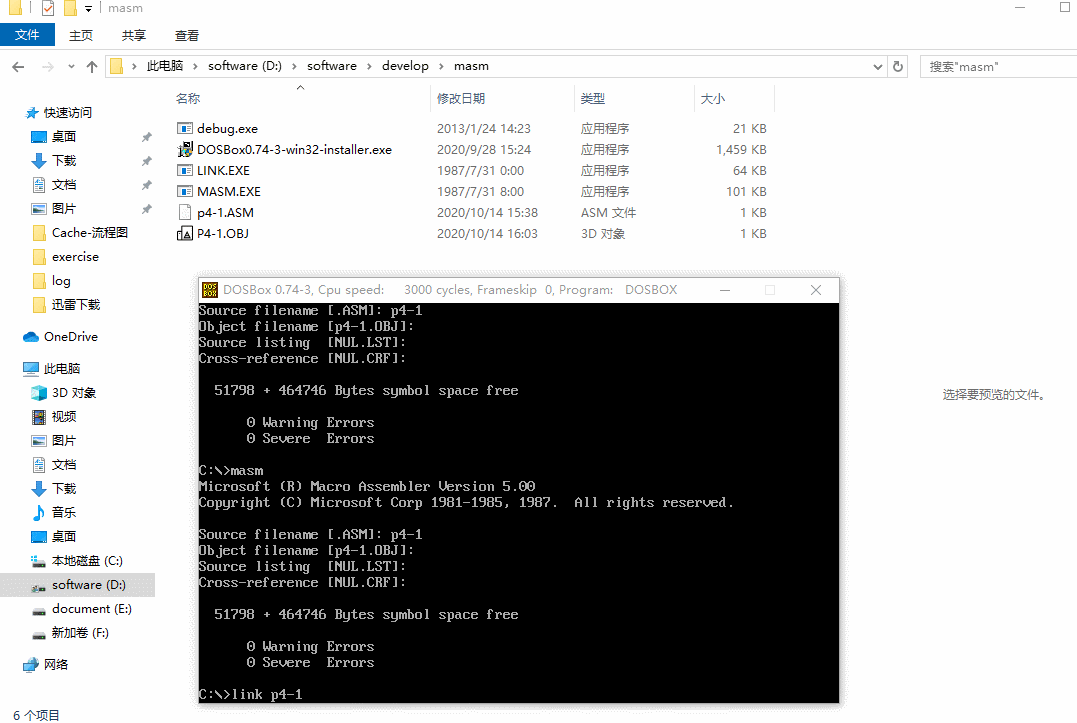 masm
文件 主页 共享 查看
此电脑 software (D:) software develop masm 搜索"masm"
名称 修改日期 类型 大小
debug.exe 2013/1/24 14:23 应用程序 21 KB
DOSBox0.74-3-win32-installer.exe 2020/9/28 15:24 应用程序 1,459 KB
LINK.EXE 1987/7/31 0:00 应用程序 64 KB
MASM.EXE 1987/7/31 8:00 应用程序 101 KB
p4-1.ASM 2020/10/14 15:38 ASM 文件 1 KB
P4-1.OBJ 2020/10/14 16:03 3D 对象 1 KB
快速访问
桌面
下载
文档
图片
Cache-流程图
exercise
log
迅雷下载
OneDrive
此电脑
3D 对象
视频
图片
文档
下载
音乐
桌面
本地磁盘 (C:)
software (D:)
document (E:)
新加卷 (F:)
网络
6 个项目
DOSBox 0.74-3, Cpu speed: 3000 cycles, Frameskip 0, Program: DOSBOX
Source filename [.ASM]: p4-1
Object filename [p4-1.OBJ]:
Source listing [NUL.LST]:
Cross-reference [NUL.CRF]:
51798 + 464746 Bytes symbol space free
0 Warning Errors
0 Severe Errors
C:\>masm
Microsoft (R) Macro Assembler Version 5.00
Copyright (C) Microsoft Corp 1981-1985, 1987. All rights reserved.
Source filename [.ASM]: p4-1
Object filename [p4-1.OBJ]:
Source listing [NUL.LST]:
Cross-reference [NUL.CRF]:
51798 + 464746 Bytes symbol space free
0 Warning Errors
0 Severe Errors
C:\>link p4-1
选择要预览的文件。